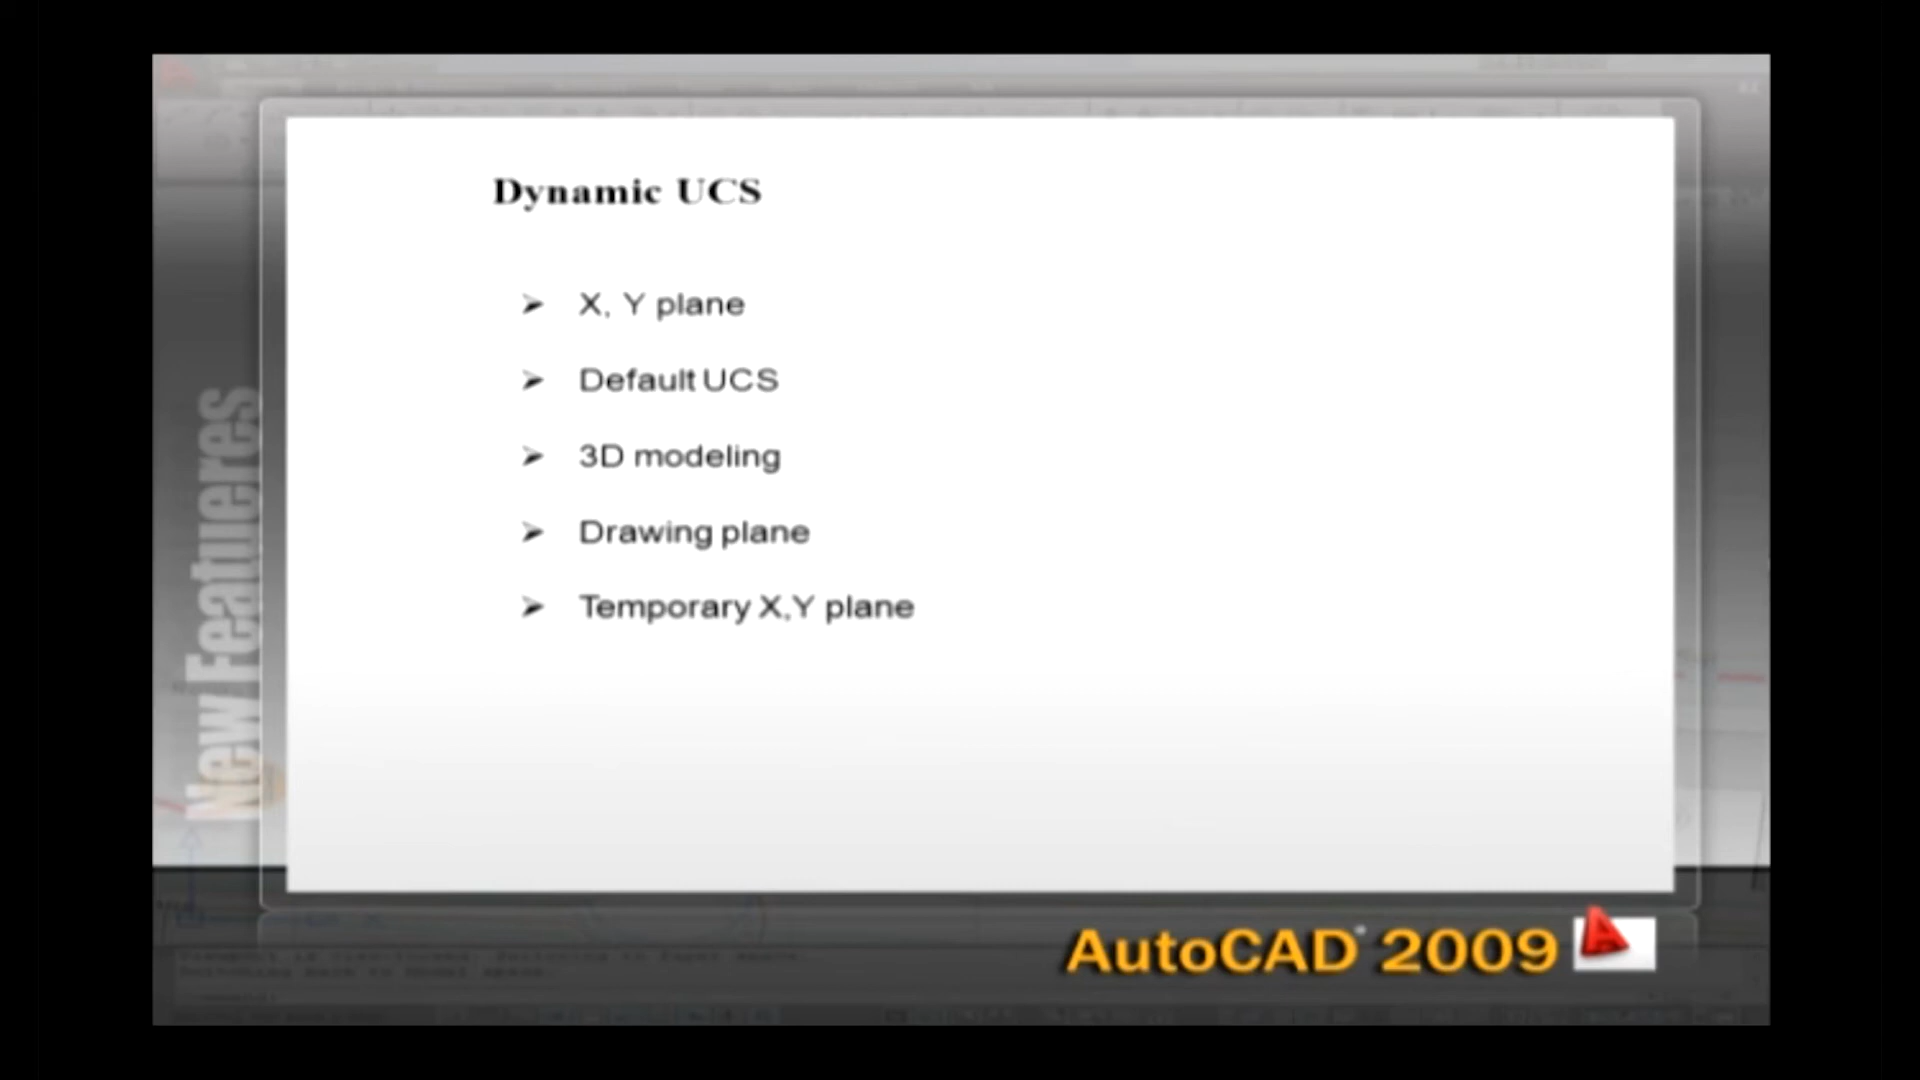 Dynamic UCS
X, Y plane
Default UCS
3D modeling
Drawing plane
Temporary X,Y plane
New Featueres
AutoCAD 2009